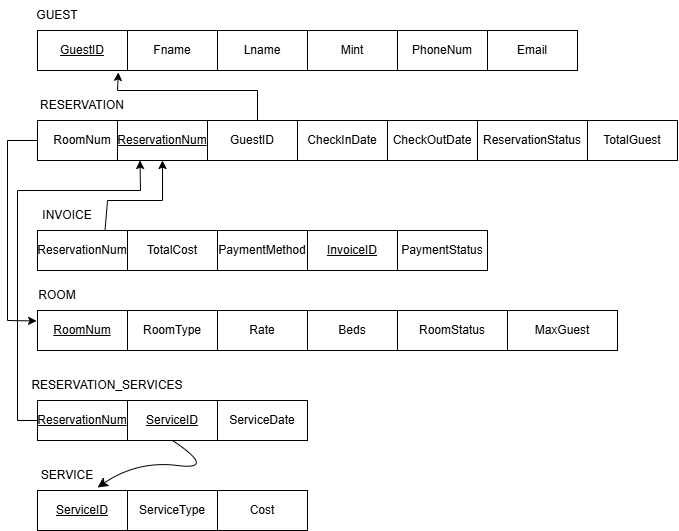 GUEST
GuestID Fname Lname Mint PhoneNum Email
RESERVATION
RoomNum ReservationNum GuestID CheckInDate CheckOutDate ReservationStatus TotalGuest
INVOICE
ReservationNum TotalCost PaymentMethod InvoiceID PaymentStatus
ROOM
RoomNum RoomType Rate Beds RoomStatus MaxGuest
RESERVATION_SERVICES
ReservationNum ServiceID ServiceDate
SERVICE
ServiceID ServiceType Cost